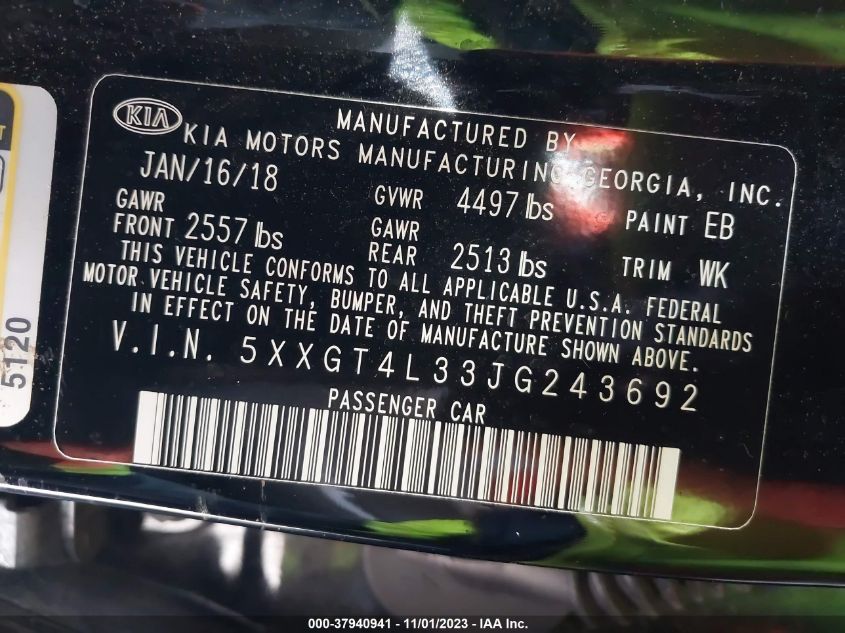 KIA
MANUFACTURED BY
KIA MOTORS MANUFACTURING GEORGIA, INC.
JAN/16/18
GAWR
FRONT 2557 lbs
GVWR 4497 lbs
GAWR
REAR 2513 lbs
PAINT EB
TRIM WK
THIS VEHICLE CONFORMS TO ALL APPLICABLE U.S.A. FEDERAL
MOTOR VEHICLE SAFETY, BUMPER, AND THEFT PREVENTION STANDARDS
IN EFFECT ON THE DATE OF MANUFACTURE SHOWN ABOVE.
V.I.N. 5XXGT4L33JG243692
PASSENGER CAR
5120
000-37940941 - 11/01/2023 - IAA Inc.